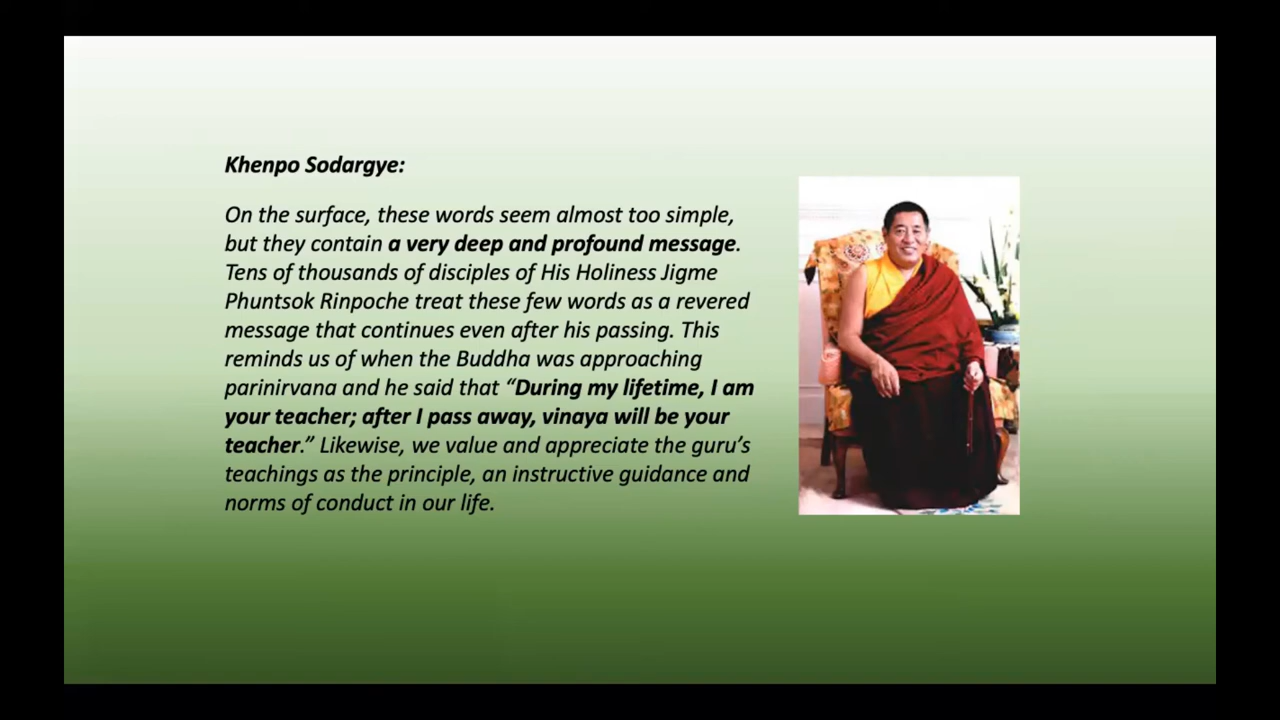 Khenpo Sodargye:
On the surface, these words seem almost too simple,
but they contain a very deep and profound message.
Tens of thousands of disciples of His Holiness Jigme
Phuntsok Rinpoche treat these few words as a revered
message that continues even after his passing. This
reminds us of when the Buddha was approaching
parinirvana and he said that “During my lifetime, I am
your teacher; after I pass away, vinaya will be your
teacher.” Likewise, we value and appreciate the guru’s
teachings as the principle, an instructive guidance and
norms of conduct in our life.